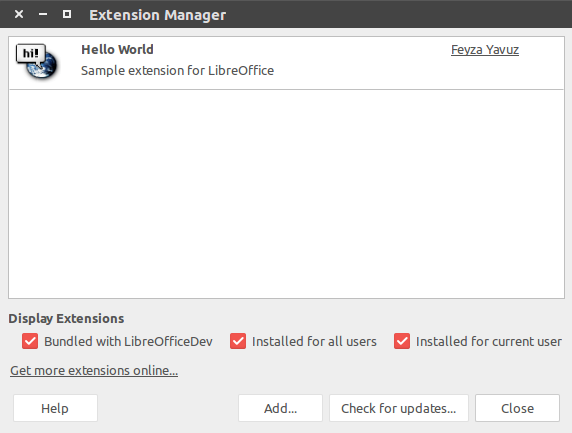 Extension Manager
hi!
Hello World
Feyza Yavuz
Sample extension for LibreOffice
Display Extensions
Bundled with LibreOfficeDev
Installed for all users
Installed for current user
Get more extensions online...
Help
Add...
Check for updates...
Close